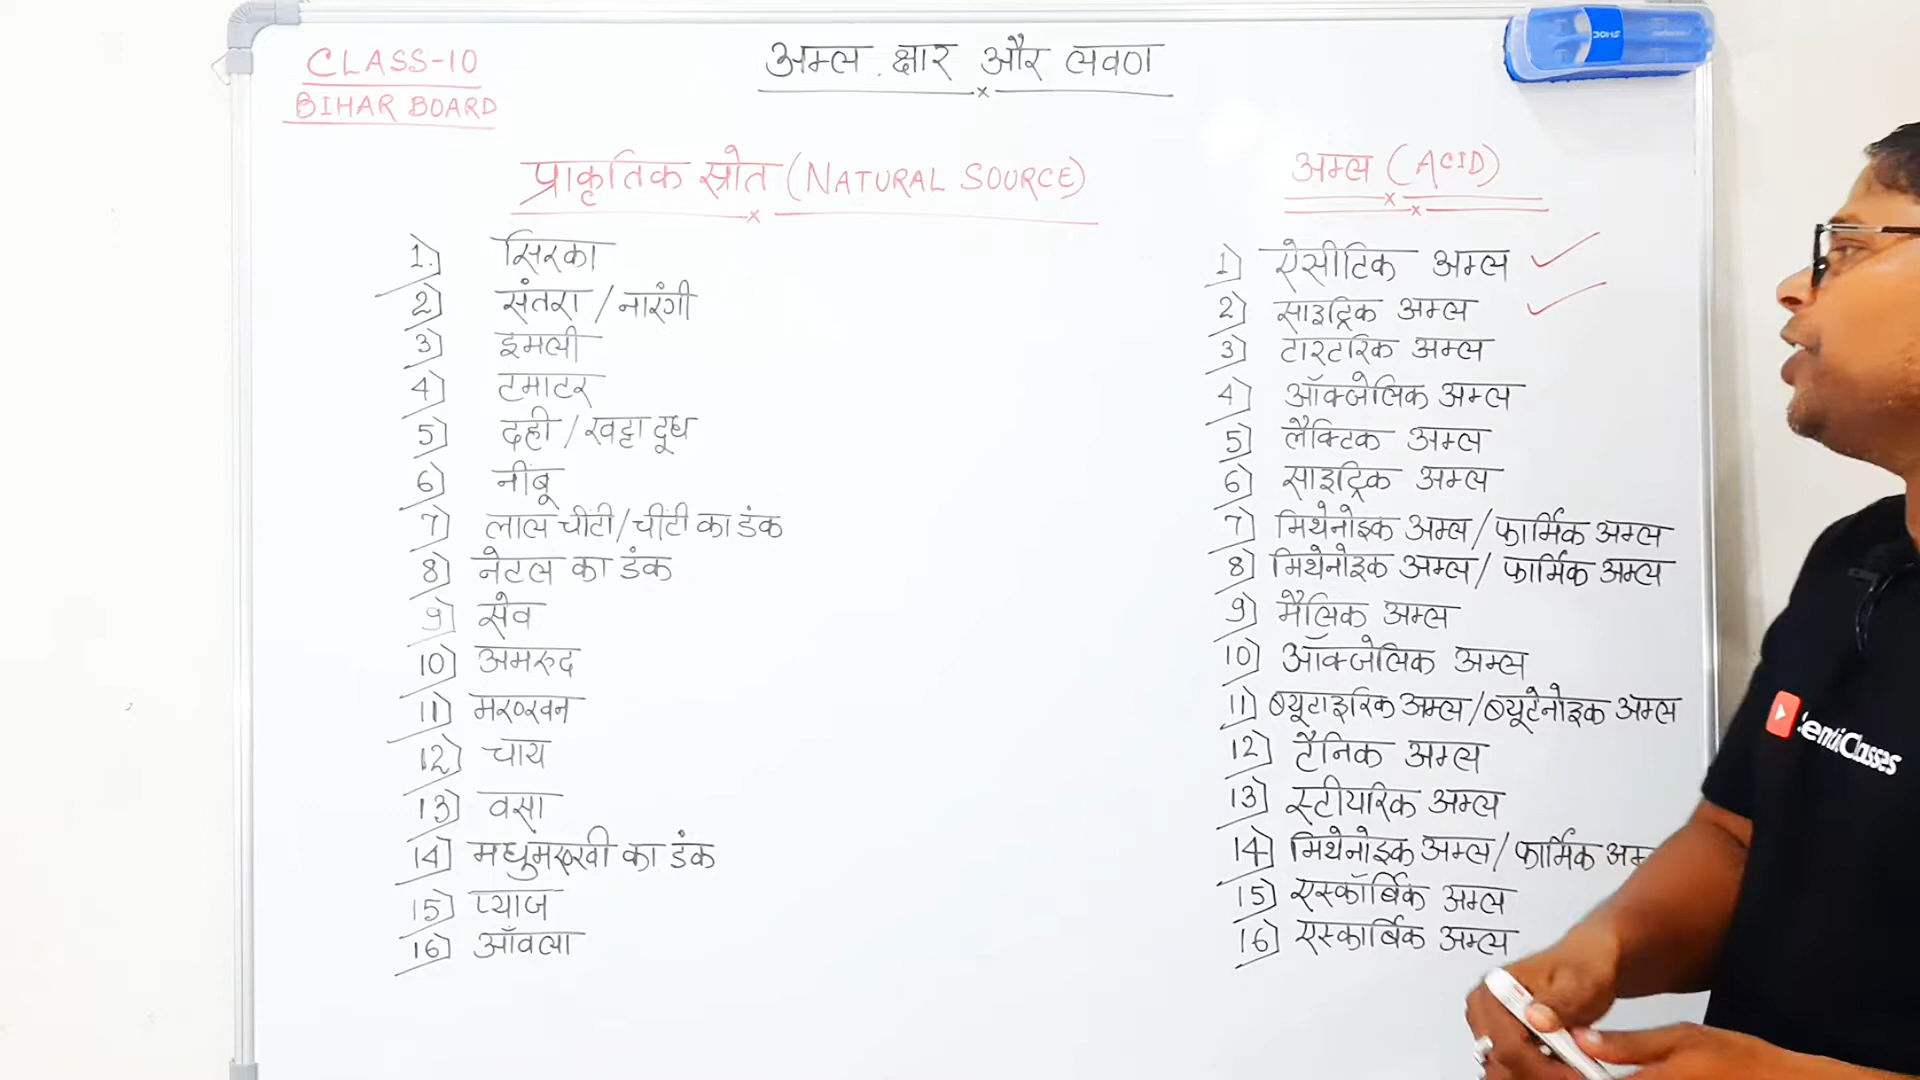 CLASS-10
BIHAR BOARD
अम्ल, क्षार और लवण
प्राकृतिक स्रोत (NATURAL SOURCE)
1) सिरका
2) संतरा / नारंगी
3) इमली
4) टमाटर
5) दही / खट्टा दूध
6) नींबू
7) लाल चींटी / चींटी का डंक
8) नेटल का डंक
9) सेव
10) अमरूद
11) मख्खन
12) चाय
13) वसा
14) मधुमख्खी का डंक
15) प्याज
16) आँवला
अम्ल (ACID)
1) ऐसीटिक अम्ल
2) साइट्रिक अम्ल
3) टारटरिक अम्ल
4) ऑक्जेलिक अम्ल
5) लैक्टिक अम्ल
6) साइट्रिक अम्ल
7) मिथेनोइक अम्ल / फार्मिक अम्ल
8) मिथेनोइक अम्ल / फार्मिक अम्ल
9) मैलिक अम्ल
10) ऑक्जेलिक अम्ल
11) ब्यूटाइरिक अम्ल / ब्यूटेनोइक अम्ल
12) टैनिक अम्ल
13) स्टीयरिक अम्ल
14) मिथेनोइक अम्ल / फार्मिक अम
15) एस्कॉर्बिक अम्ल
16) एस्कार्बिक अम्ल